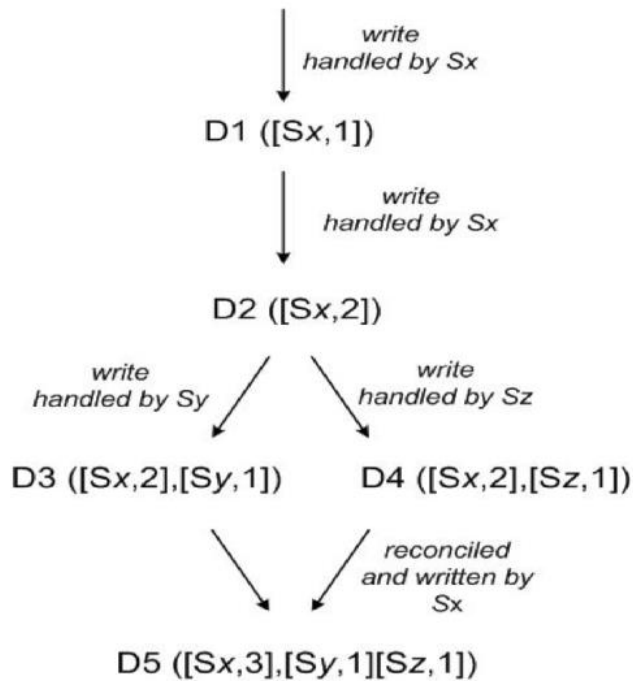 write
handled by Sx
D1 ([Sx,1])
write
handled by Sx
D2 ([Sx,2])
write
handled by Sy
write
handled by Sz
D3 ([Sx,2],[Sy,1])
D4 ([Sx,2],[Sz,1])
reconciled
and written by
Sx
D5 ([Sx,3],[Sy,1][Sz,1])